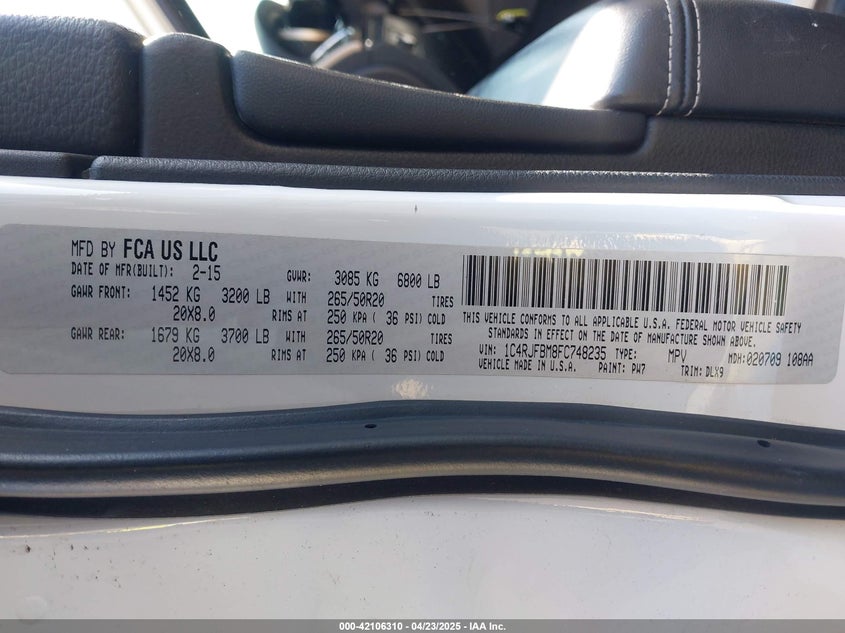 MFD BY FCA US LLC
DATE OF MFR(BUILT): 2-15 GVWR: 3085 KG 6800 LB
GAWR FRONT: 1452 KG 3200 LB WITH 265/50R20 TIRES
20X8.0 RIMS AT 250 KPA ( 36 PSI) COLD
GAWR REAR: 1679 KG 3700 LB WITH 265/50R20 TIRES
20X8.0 RIMS AT 250 KPA ( 36 PSI) COLD
THIS VEHICLE CONFORMS TO ALL APPLICABLE U.S.A. FEDERAL MOTOR VEHICLE SAFETY
STANDARDS IN EFFECT ON THE DATE OF MANUFACTURE SHOWN ABOVE.
VIN: 1C4RJFBM8FC748235 TYPE: MPV MDH: 020709 108AA
VEHICLE MADE IN U.S.A. PAINT: PW7 TRIM: DLX9
000-42106310 | 04/23/2025 - IAA Inc.